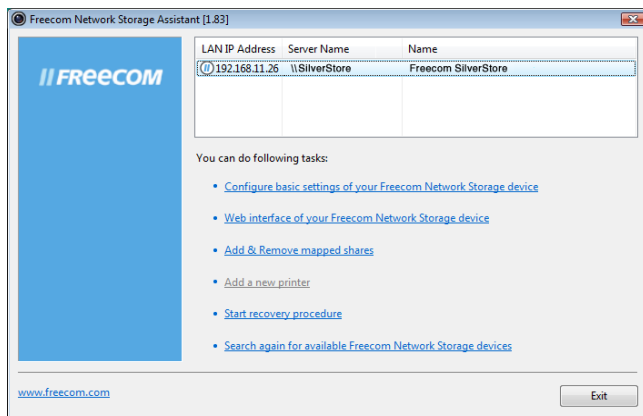 Freecom Network Storage Assistant [1.83]
FREECOM
LAN IP Address Server Name Name
192.168.11.26 \\SilverStore Freecom SilverStore
You can do following tasks:
• Configure basic settings of your Freecom Network Storage device
• Web interface of your Freecom Network Storage device
• Add & Remove mapped shares
• Add a new printer
• Start recovery procedure
• Search again for available Freecom Network Storage devices
www.freecom.com
Exit